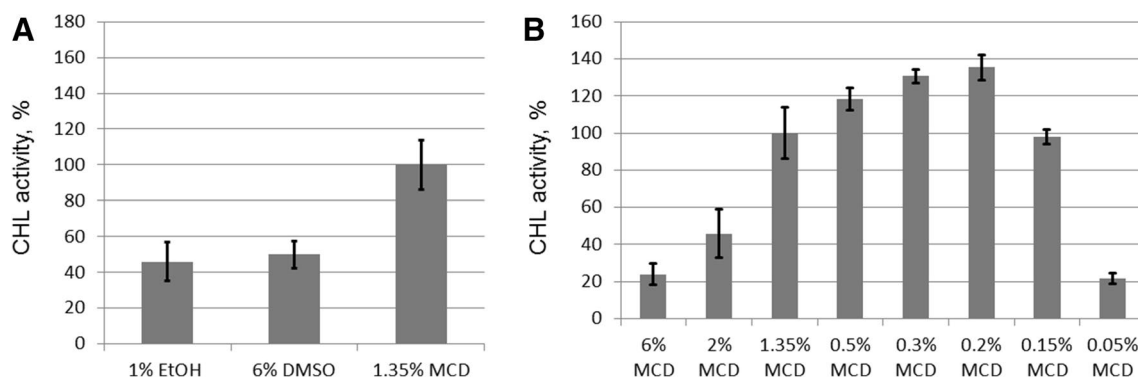 A
CHL activity, %
180
160
140
120
100
80
60
40
20
0
1% EtOH 6% DMSO 1.35% MCD
B
CHL activity, %
160
140
120
100
80
60
40
20
0
6% 2% 1.35% 0.5% 0.3% 0.2% 0.15% 0.05%
MCD MCD MCD MCD MCD MCD MCD MCD